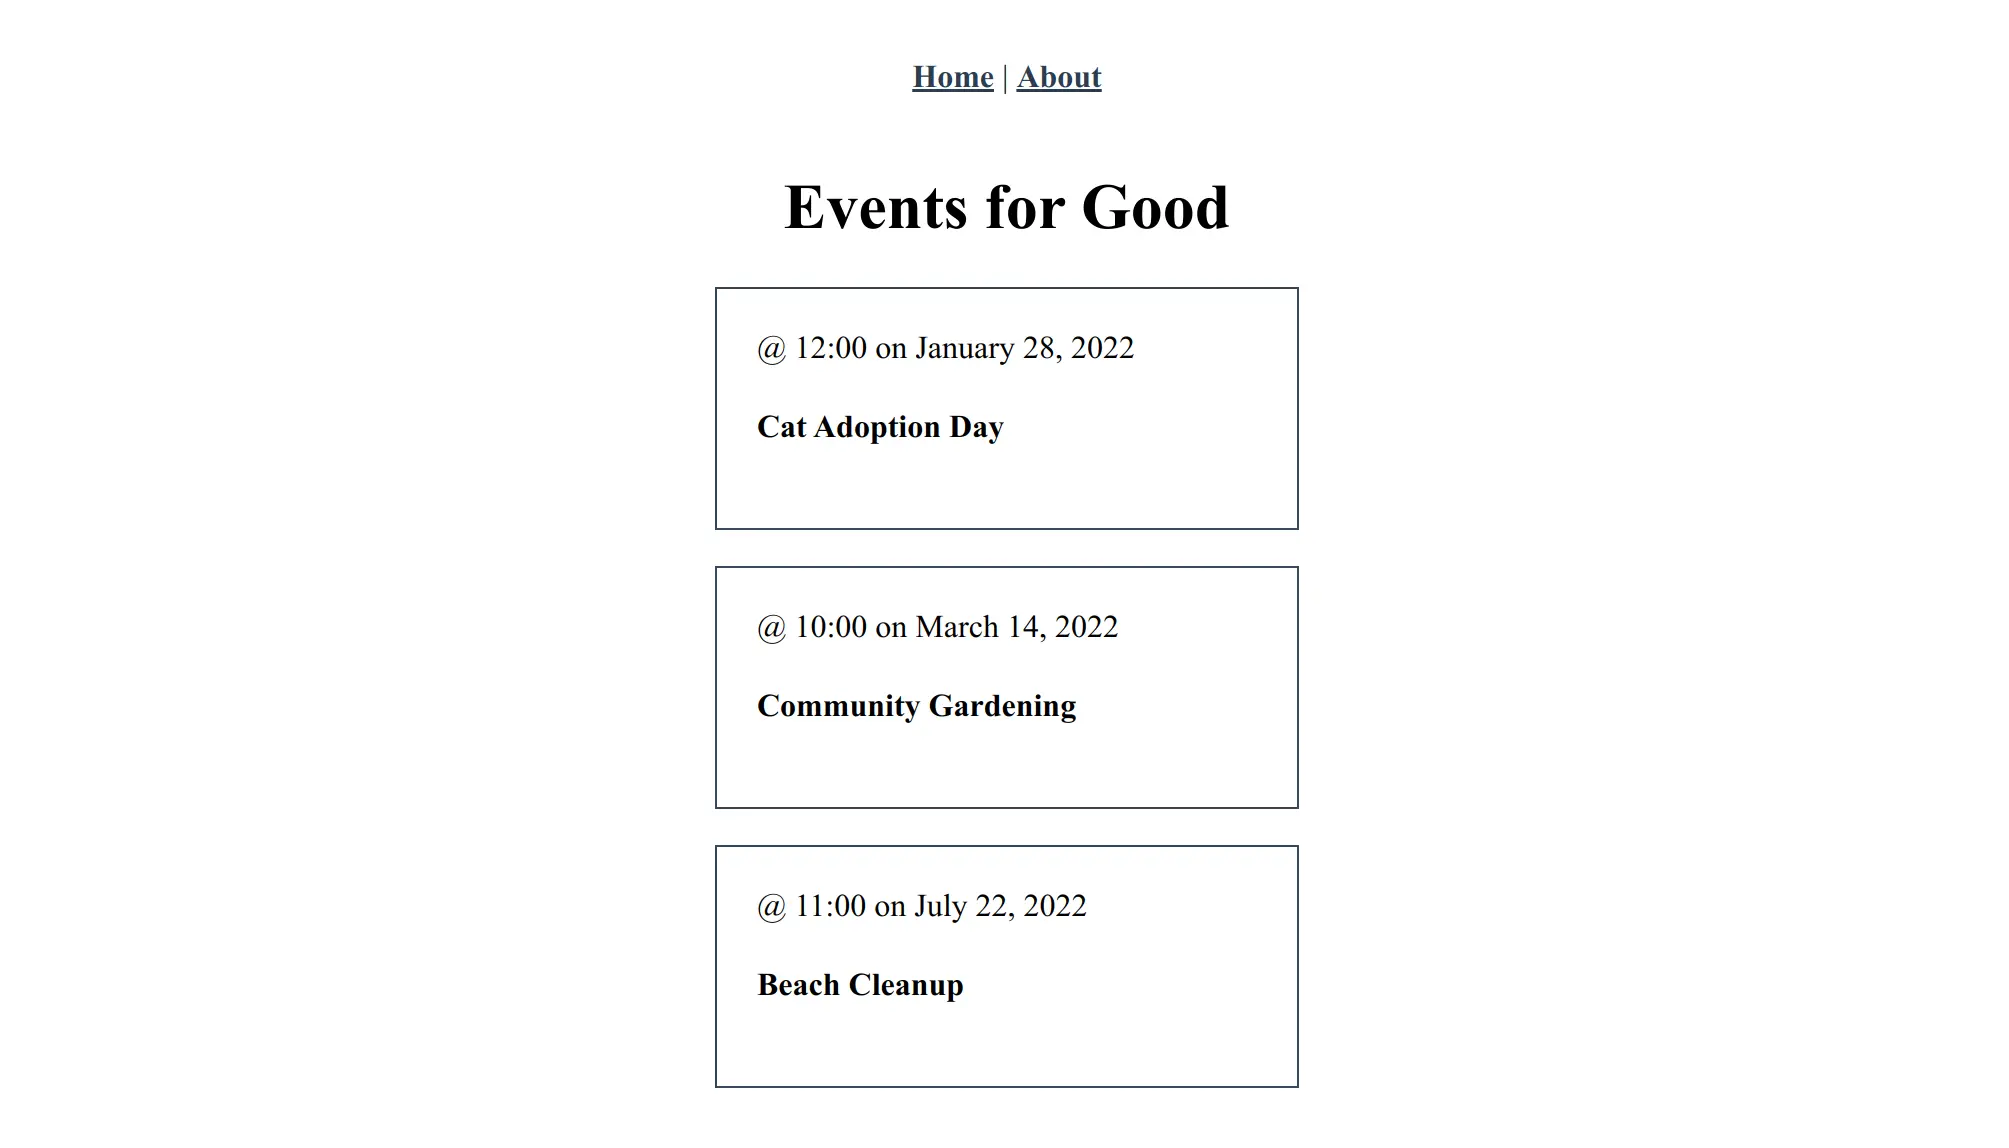 Home | About
Events for Good
@ 12:00 on January 28, 2022
Cat Adoption Day
@ 10:00 on March 14, 2022
Community Gardening
@ 11:00 on July 22, 2022
Beach Cleanup